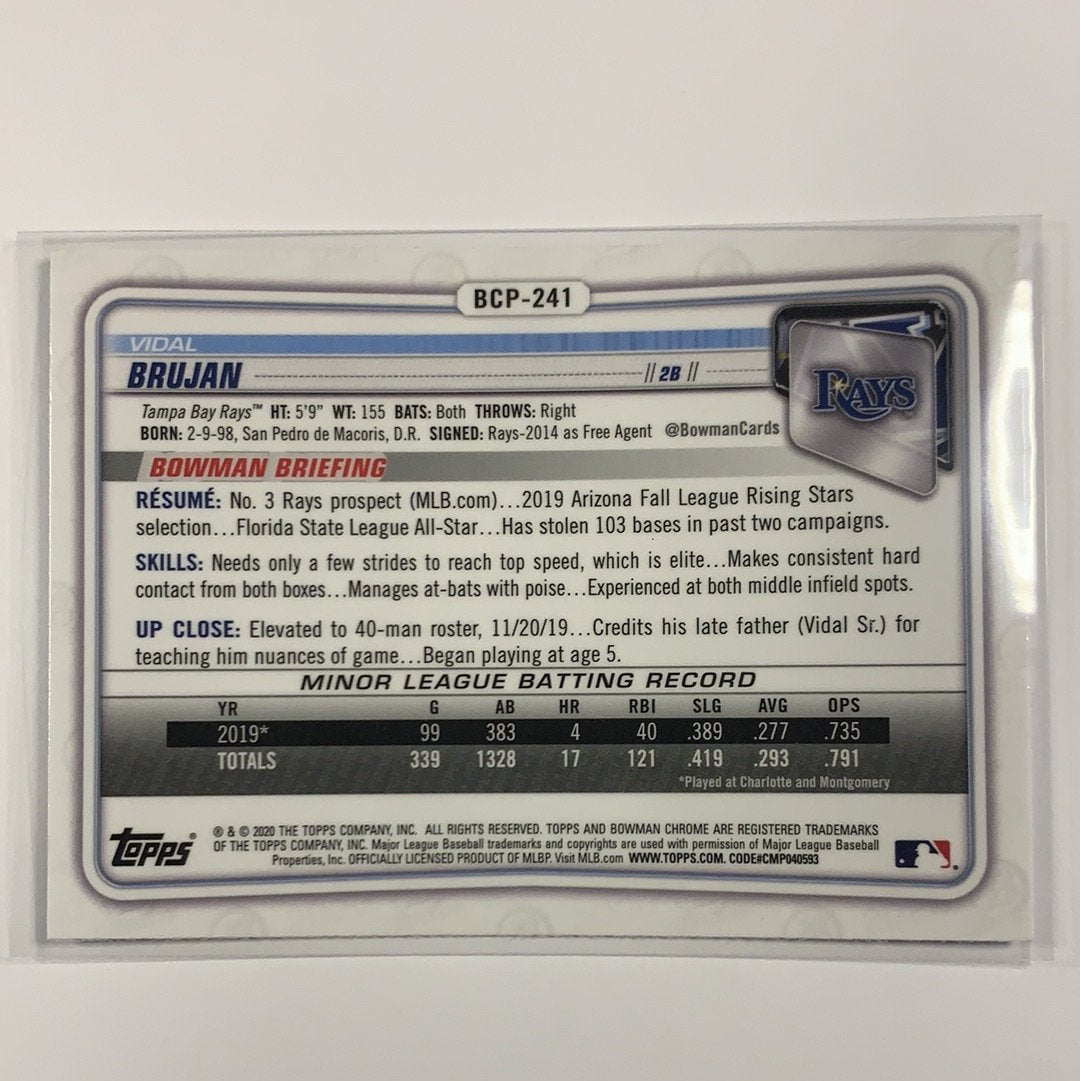 BCP-241
VIDAL
BRUJAN // 2B //
RAYS
Tampa Bay Rays™ HT: 5'9" WT: 155 BATS: Both THROWS: Right
BORN: 2-9-98, San Pedro de Macoris, D.R. SIGNED: Rays-2014 as Free Agent @BowmanCards
BOWMAN BRIEFING
RÉSUMÉ: No. 3 Rays prospect (MLB.com)...2019 Arizona Fall League Rising Stars
selection...Florida State League All-Star...Has stolen 103 bases in past two campaigns.
SKILLS: Needs only a few strides to reach top speed, which is elite...Makes consistent hard
contact from both boxes...Manages at-bats with poise...Experienced at both middle infield spots.
UP CLOSE: Elevated to 40-man roster, 11/20/19...Credits his late father (Vidal Sr.) for
teaching him nuances of game...Began playing at age 5.
MINOR LEAGUE BATTING RECORD
YR G AB HR RBI SLG AVG OPS
2019* 99 383 4 40 .389 .277 .735
TOTALS 339 1328 17 121 .419 .293 .791
*Played at Charlotte and Montgomery
Topps®
® & © 2020 THE TOPPS COMPANY, INC. ALL RIGHTS RESERVED. TOPPS AND BOWMAN CHROME ARE REGISTERED TRADEMARKS
OF THE TOPPS COMPANY, INC. Major League Baseball trademarks and copyrights are used with permission of Major League Baseball
Properties, Inc. OFFICIALLY LICENSED PRODUCT OF MLBP. Visit MLB.com WWW.TOPPS.COM. CODE#CMP040593